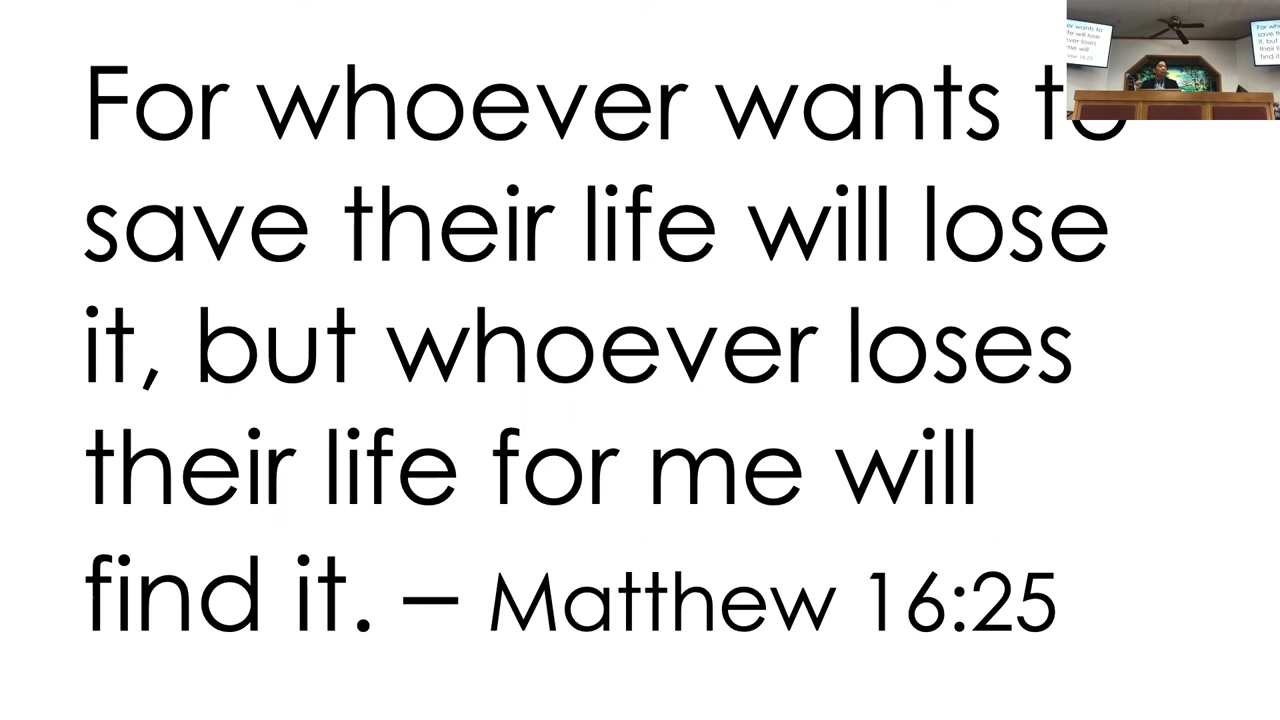 For whoever wants to
save their life will lose
it, but whoever loses
their life for me will
find it. – Matthew 16:25